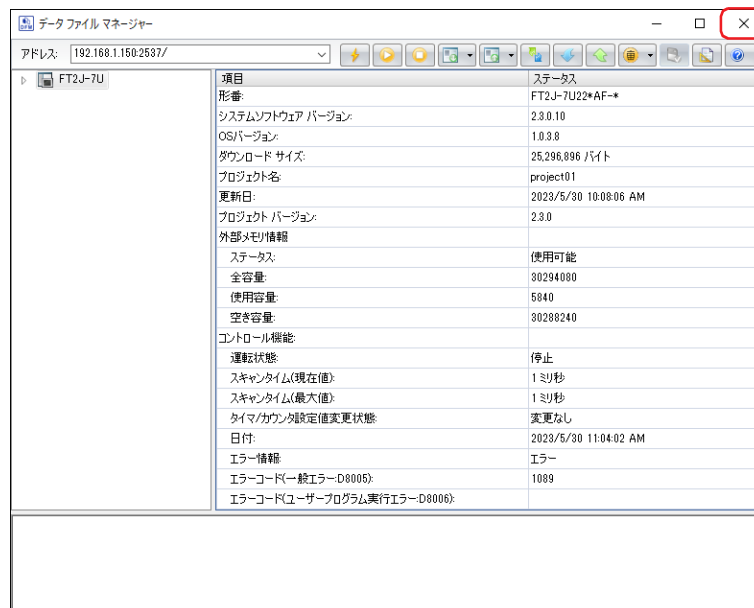 データ ファイル マネージャー
アドレス: 192.168.1.150:2537/
FT2J-7U
項目 ステータス
形番: FT2J-7U22*AF-*
システムソフトウェア バージョン: 2.3.0.10
OSバージョン: 1.0.3.8
ダウンロード サイズ: 25,296,896 バイト
プロジェクト名: project01
更新日: 2023/5/30 10:08:06 AM
プロジェクト バージョン: 2.3.0
外部メモリ情報
ステータス: 使用可能
全容量: 30294080
使用容量: 5840
空き容量: 30288240
コントロール機能:
運転状態: 停止
スキャンタイム(現在値): 1 ミリ秒
スキャンタイム(最大値): 1 ミリ秒
タイマ/カウンタ設定値変更状態: 変更なし
日付: 2023/5/30 11:04:02 AM
エラー情報: エラー
エラーコード(一般エラー:D8005): 1089
エラーコード(ユーザープログラム実行エラー:D8006):